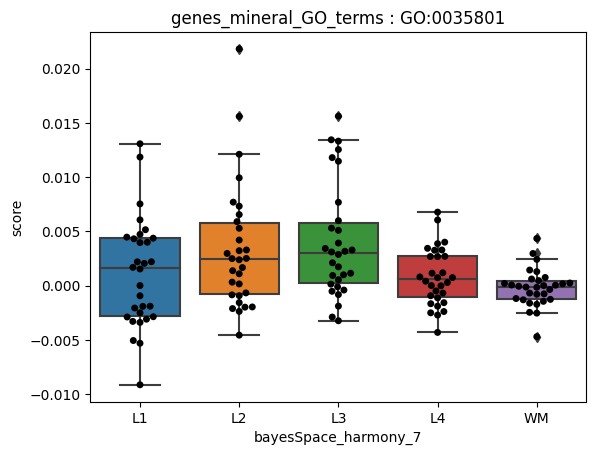 genes_mineral_GO_terms : GO:0035801
0.020
0.015
0.010
0.005
0.000
−0.005
−0.010
score
L1 L2 L3 L4 WM
bayesSpace_harmony_7